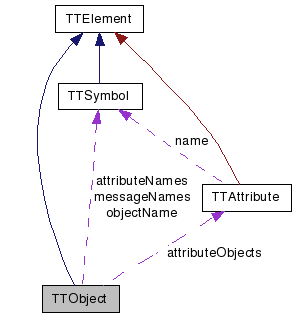 TTElement
TTSymbol
name
attributeNames
messageNames
objectName
TTAttribute
attributeObjects
TTObject